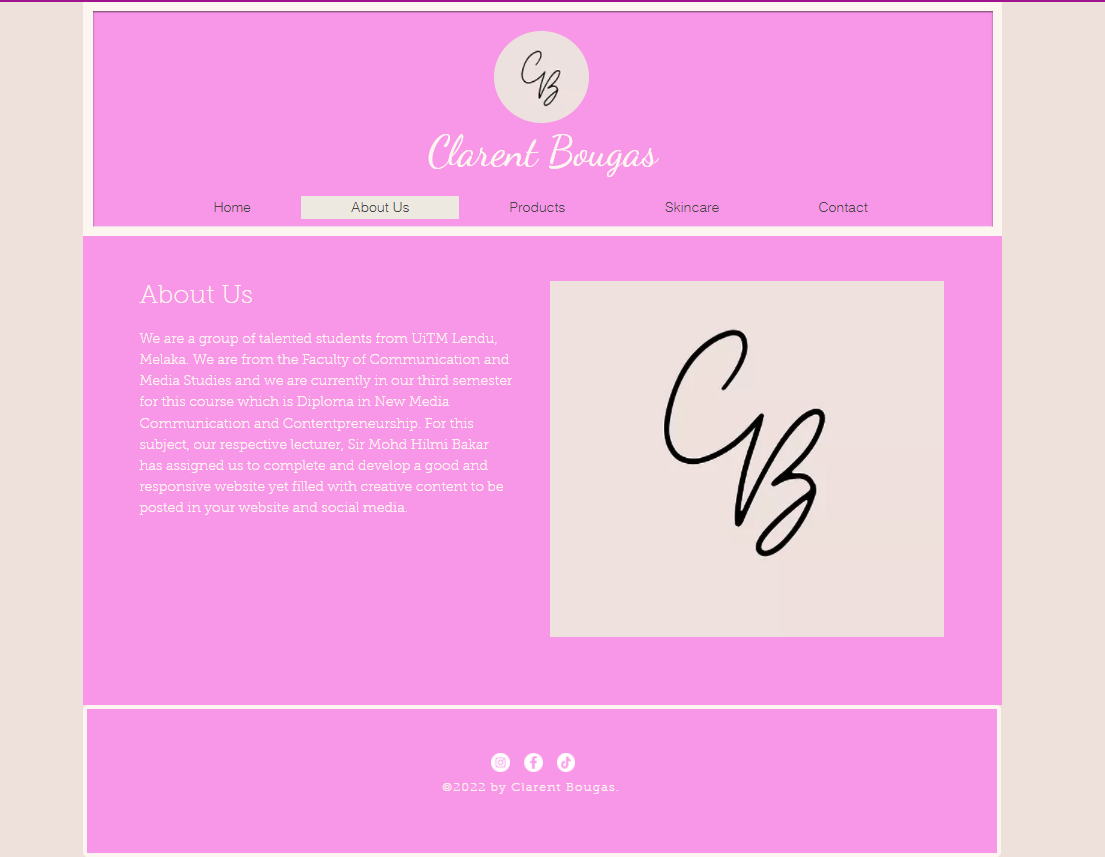 CB
Clarent Bougas
Home About Us Products Skincare Contact
About Us
We are a group of talented students from UiTM Lendu,
Melaka. We are from the Faculty of Communication and
Media Studies and we are currently in our third semester
for this course which is Diploma in New Media
Communication and Contentpreneurship. For this
subject, our respective lecturer, Sir Mohd Hilmi Bakar
has assigned us to complete and develop a good and
responsive website yet filled with creative content to be
posted in your website and social media.
CB
©2022 by Clarent Bougas.